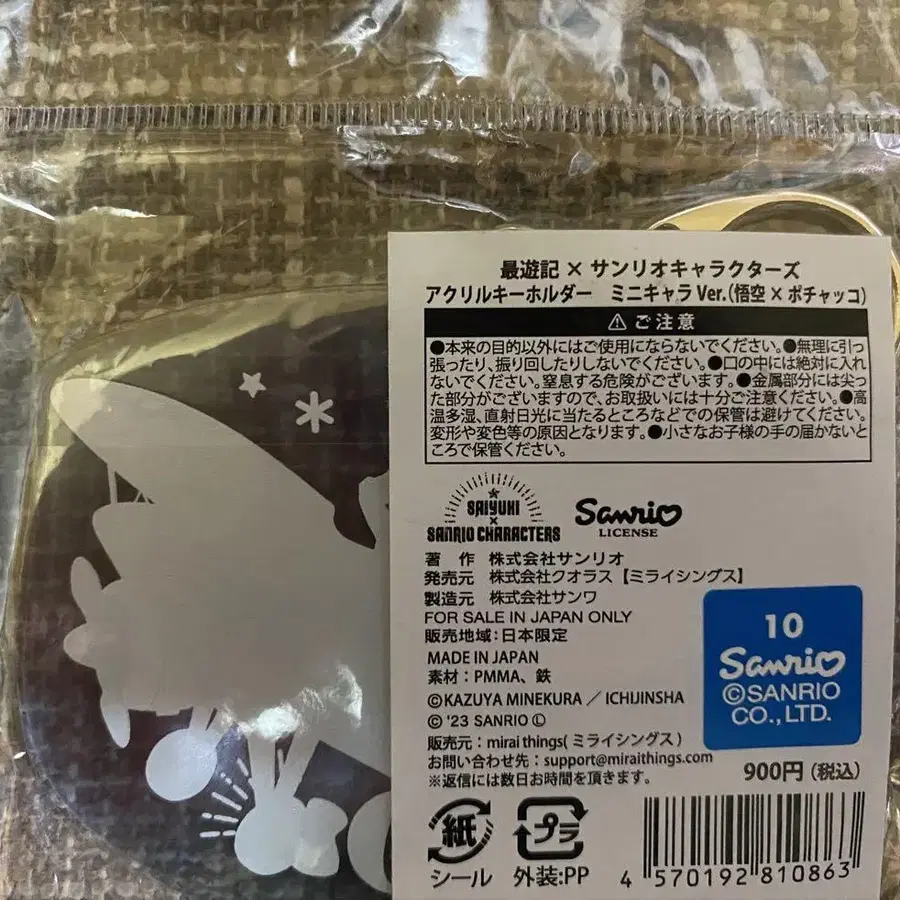 最遊記 × サンリオキャラクターズ
アクリルキーホルダー　ミニキャラ Ver.(悟空 × ポチャッコ)
⚠ ご注意
●本来の目的以外にはご使用にならないでください。●無理に引っ
張ったり、振り回したりしないでください。●口の中には絶対に入れ
ないでください。窒息する危険がございます。●金属部分には尖っ
た部分がございますので、お取扱いには十分ご注意ください。●高
温多湿、直射日光に当たるところなどでの保管は避けてください。
変形や変色等の原因となります。●小さなお子様の手の届かないと
ころで保管ください。
SAIYUKI
×
SANRIO CHARACTERS
Sanrio
LICENSE
著　作　株式会社サンリオ
発売元　株式会社クオラス【ミライシングス】
製造元　株式会社サンワ
FOR SALE IN JAPAN ONLY
販売地域:日本限定
MADE IN JAPAN
素材：PMMA、鉄
©KAZUYA MINEKURA ／ ICHIJINSHA
© '23 SANRIO Ⓛ
10
Sanrio
©SANRIO
CO.,LTD.
販売元：mirai things( ミライシングス )
お問い合わせ先：support@miraithings.com
※返信には数日お時間を頂きます。
900円（税込）
紙
シール
プラ
外装:PP
4 570192 810863